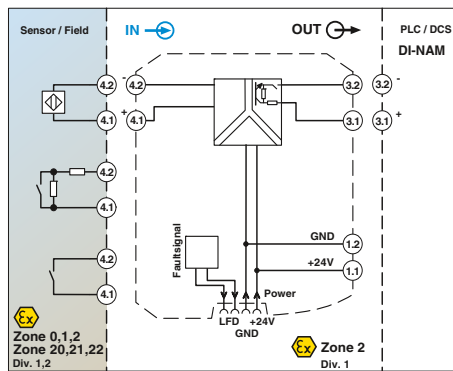 Sensor / Field
IN
OUT
PLC / DCS
DI-NAM
4.2
-
4.2
3.2
3.2
-
4.1
+
4.1
3.1
3.1
+
4.2
4.1
4.2
4.1
Faultsignal
GND
1.2
+24V
1.1
Power
LFD
+24V
GND
Ex
Zone 0,1,2
Zone 20,21,22
Div. 1,2
Ex
Zone 2
Div. 1